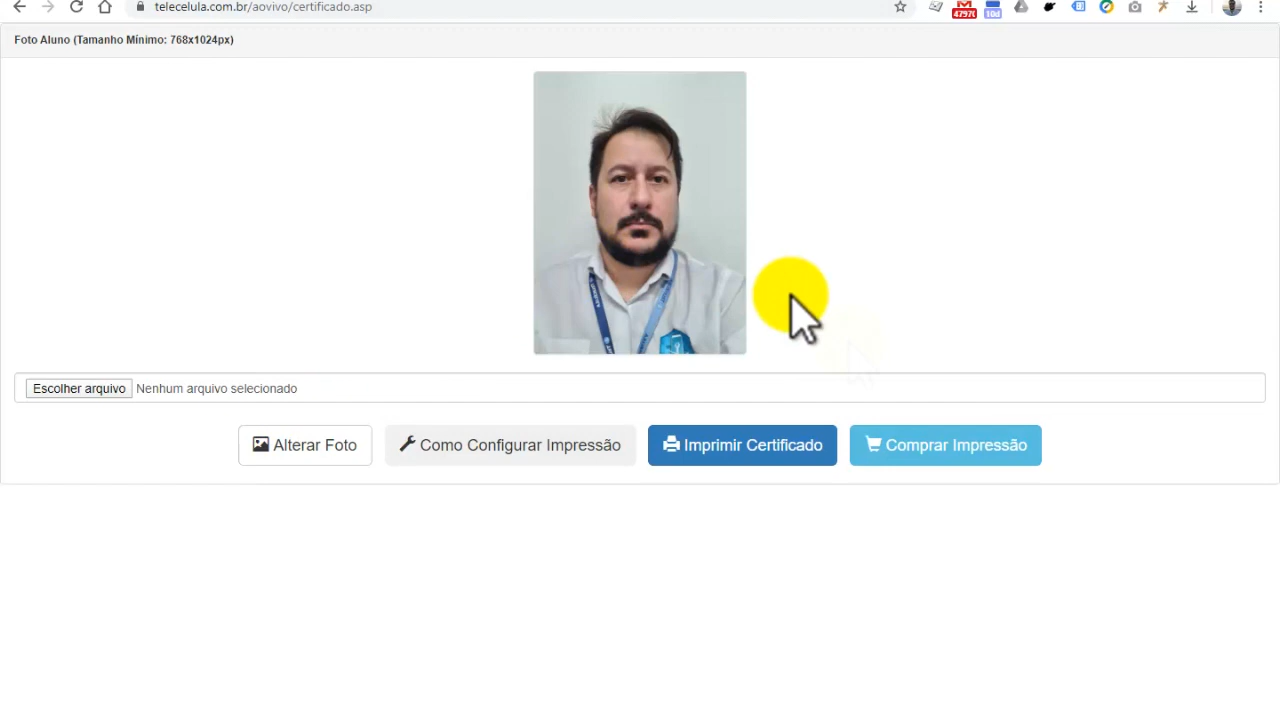 telecelula.com.br/aovivo/certificado.asp
10d
Foto Aluno (Tamanho Mínimo: 768x1024px)
Escolher arquivo Nenhum arquivo selecionado
Alterar Foto Como Configurar Impressão Imprimir Certificado Comprar Impressão